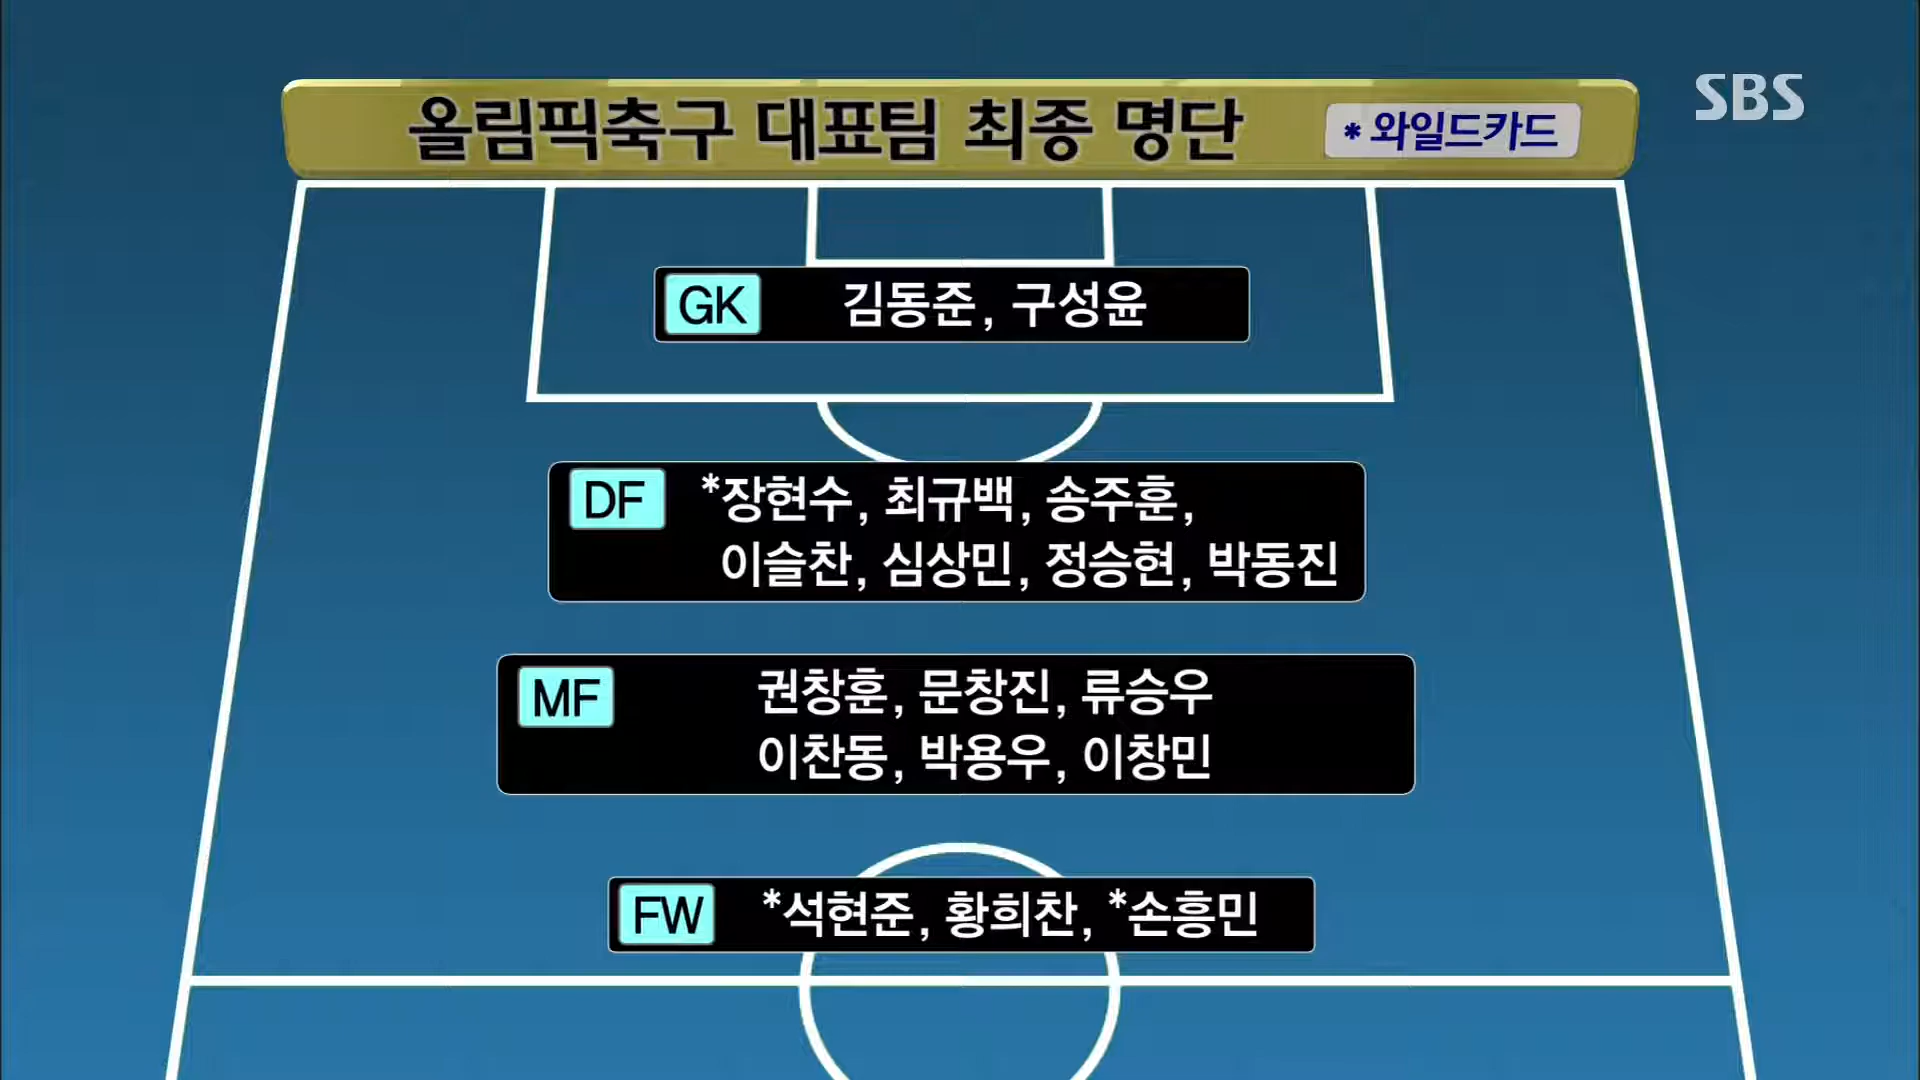 SBS
올림픽축구 대표팀 최종 명단
* 와일드카드
GK 김동준, 구성윤
DF *장현수, 최규백, 송주훈,
이슬찬, 심상민, 정승현, 박동진
MF 권창훈, 문창진, 류승우
이찬동, 박용우, 이창민
FW *석현준, 황희찬, *손흥민